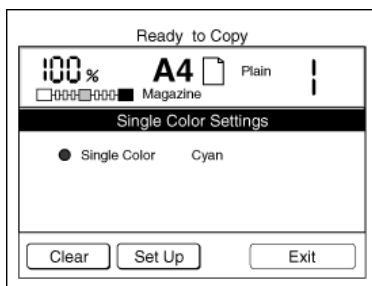 Ready to Copy
100 % A4 Plain 1
Magazine
Single Color Settings
Single Color Cyan
Clear Set Up Exit